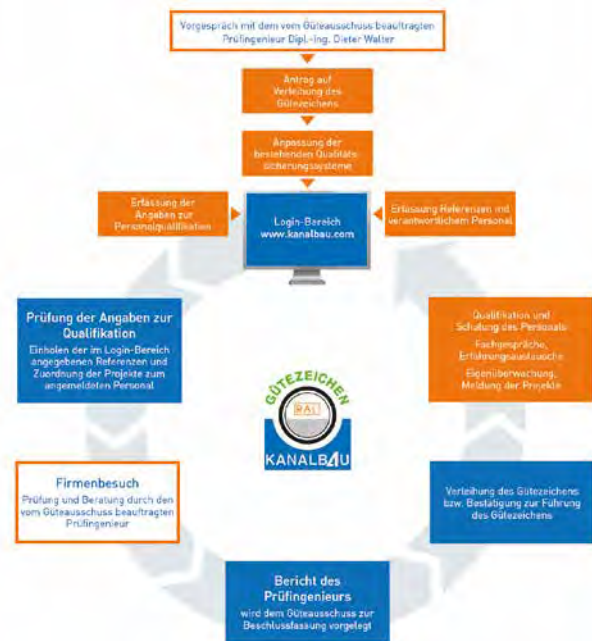 Vorgespräch mit dem vom Güteausschuss beauftragten
Prüfingenieur Dipl.-Ing. Dieter Walter
Antrag auf
Verleihung des
Gütezeichens
Anpassung der
bestehenden Qualitäts-
sicherungssysteme
Erfassung der
Angaben zur
Personalqualifikation
Login-Bereich
www.kanalbau.com
Erfassung Referenzen mit
verantwortlichem Personal
Prüfung der Angaben zur
Qualifikation
Einholen der im Login-Bereich
angegebenen Referenzen und
Zuordnung der Projekte zum
angemeldeten Personal
Qualifikation und
Schulung des Personals
Fachgespräche,
Erfahrungsaustausche
Eigenüberwachung,
Meldung der Projekte
GÜTEZEICHEN
RAL
KANALB4U
Firmenbesuch
Prüfung und Beratung durch den
vom Güteausschuss beauftragten
Prüfingenieur
Verleihung des Gütezeichens
bzw. Bestätigung zur Führung
des Gütezeichens
Bericht des
Prüfingenieurs
wird dem Güteausschuss zur
Beschlussfassung vorgelegt